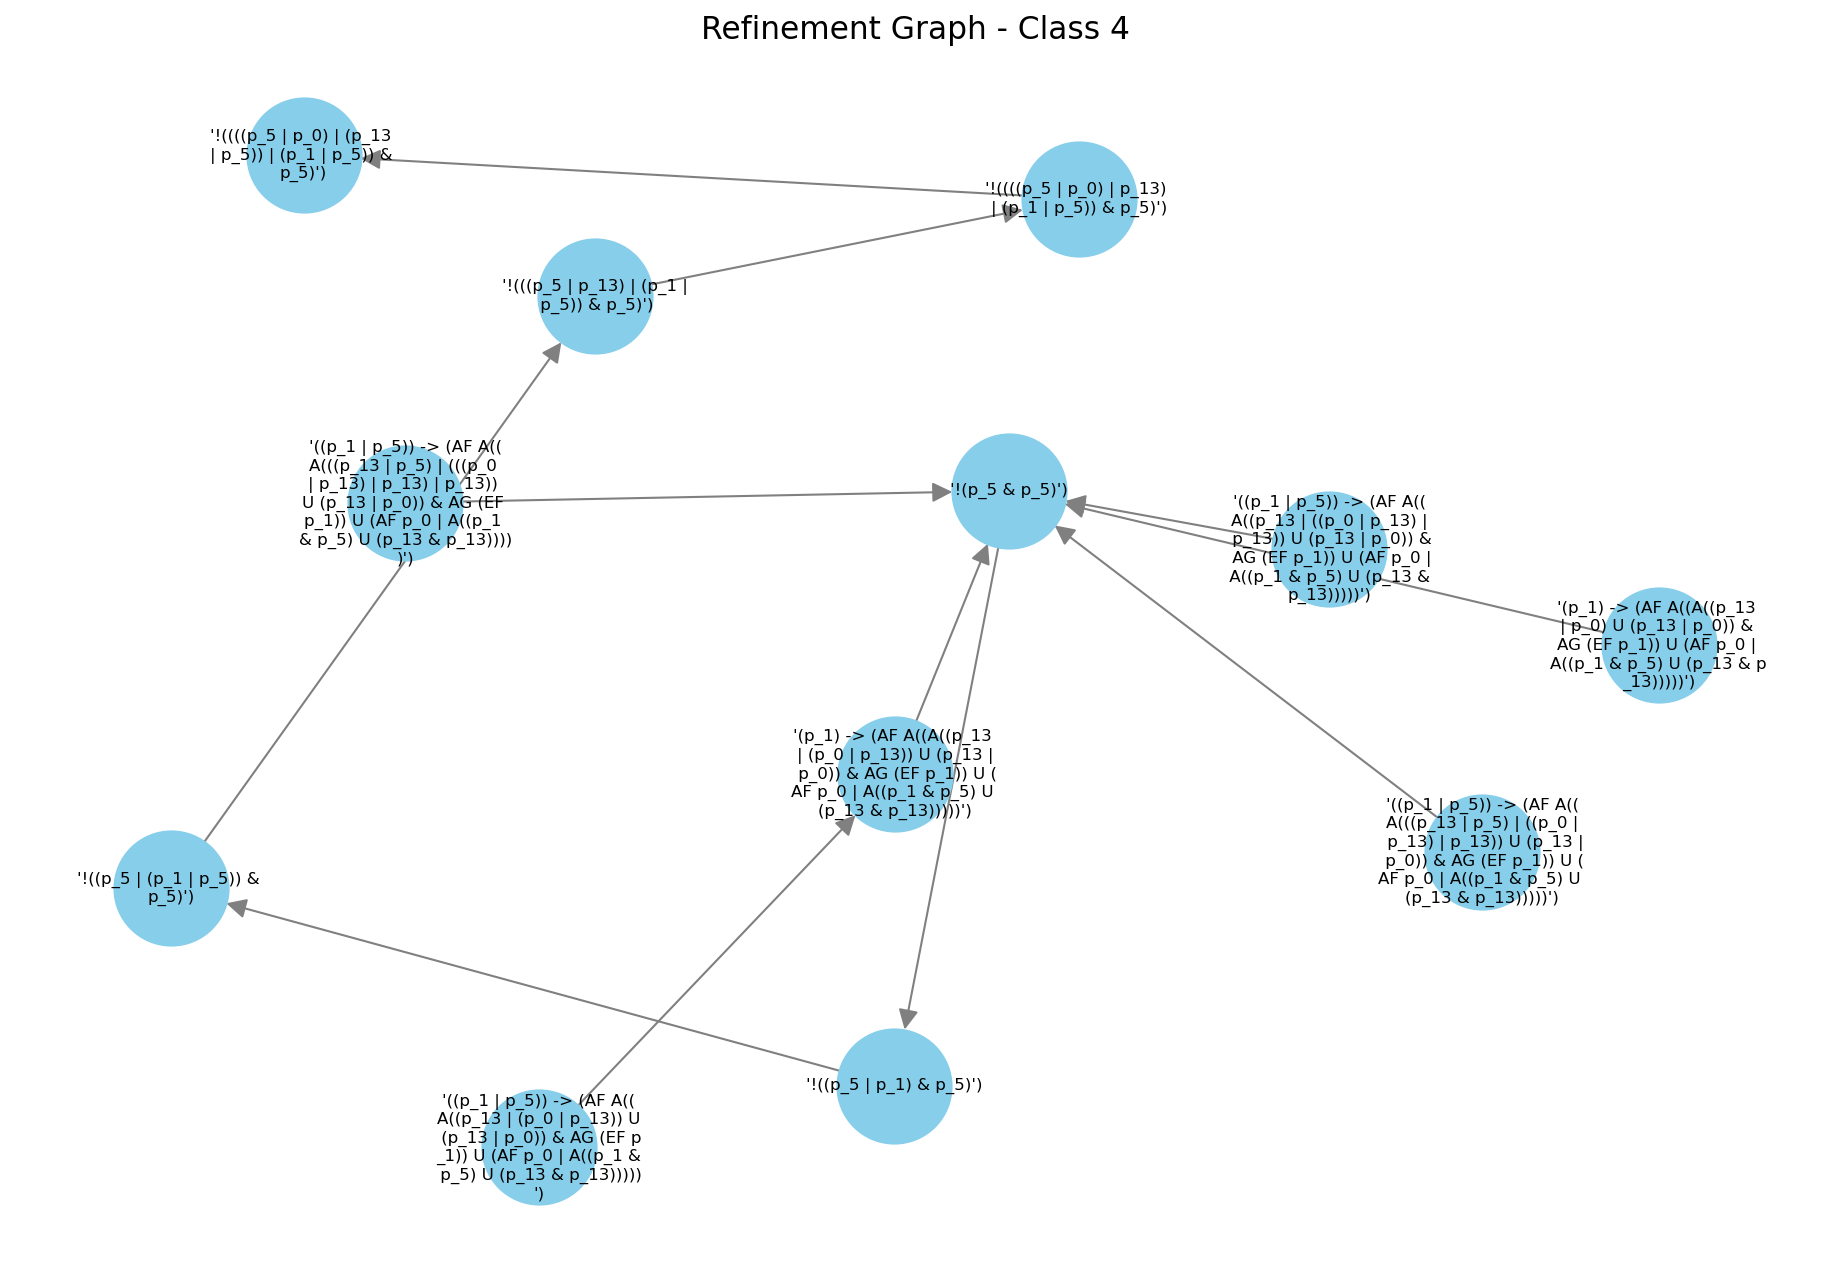 Refinement Graph - Class 4
'!((((p_5 | p_0) | (p_13
| p_5)) | (p_1 | p_5)) &
p_5)')
'!((((p_5 | p_0) | p_13)
| (p_1 | p_5)) & p_5)')
'!(((p_5 | p_13) | (p_1 |
p_5)) & p_5)')
'((p_1 | p_5)) -> (AF A((
A(((p_13 | p_5) | (((p_0
| p_13) | p_13) | p_13))
U (p_13 | p_0)) & AG (EF
p_1)) U (AF p_0 | A((p_1
& p_5) U (p_13 & p_13))))
)')
'!(p_5 & p_5)')
'((p_1 | p_5)) -> (AF A((
A((p_13 | ((p_0 | p_13) |
p_13)) U (p_13 | p_0)) &
AG (EF p_1)) U (AF p_0 |
A((p_1 & p_5) U (p_13 &
p_13)))))')
'(p_1) -> (AF A((A((p_13
| p_0) U (p_13 | p_0)) &
AG (EF p_1)) U (AF p_0 |
A((p_1 & p_5) U (p_13 & p
_13)))))')
'(p_1) -> (AF A((A((p_13
| (p_0 | p_13)) U (p_13 |
p_0)) & AG (EF p_1)) U (
AF p_0 | A((p_1 & p_5) U
(p_13 & p_13)))))')
'((p_1 | p_5)) -> (AF A((
A(((p_13 | p_5) | ((p_0 |
p_13) | p_13)) U (p_13 |
p_0)) & AG (EF p_1)) U (
AF p_0 | A((p_1 & p_5) U
(p_13 & p_13)))))')
'!((p_5 | (p_1 | p_5)) &
p_5)')
'!((p_5 | p_1) & p_5)')
'((p_1 | p_5)) -> (AF A((
A((p_13 | (p_0 | p_13)) U
(p_13 | p_0)) & AG (EF p
_1)) U (AF p_0 | A((p_1 &
p_5) U (p_13 & p_13)))))
')